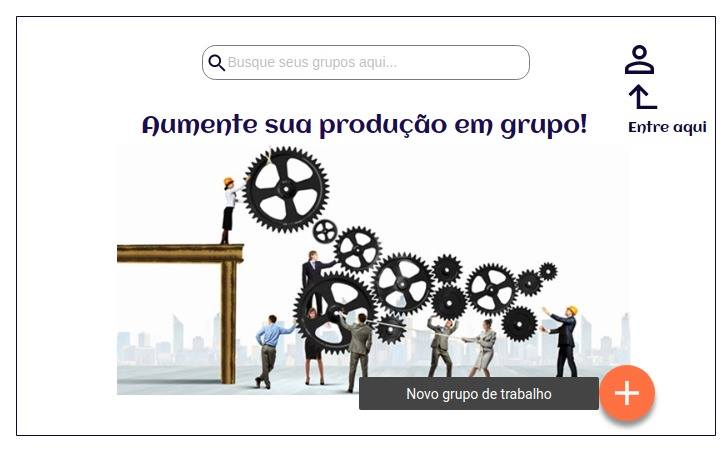 Busque seus grupos aqui...
Aumente sua produção em grupo!
Entre aqui
Novo grupo de trabalho